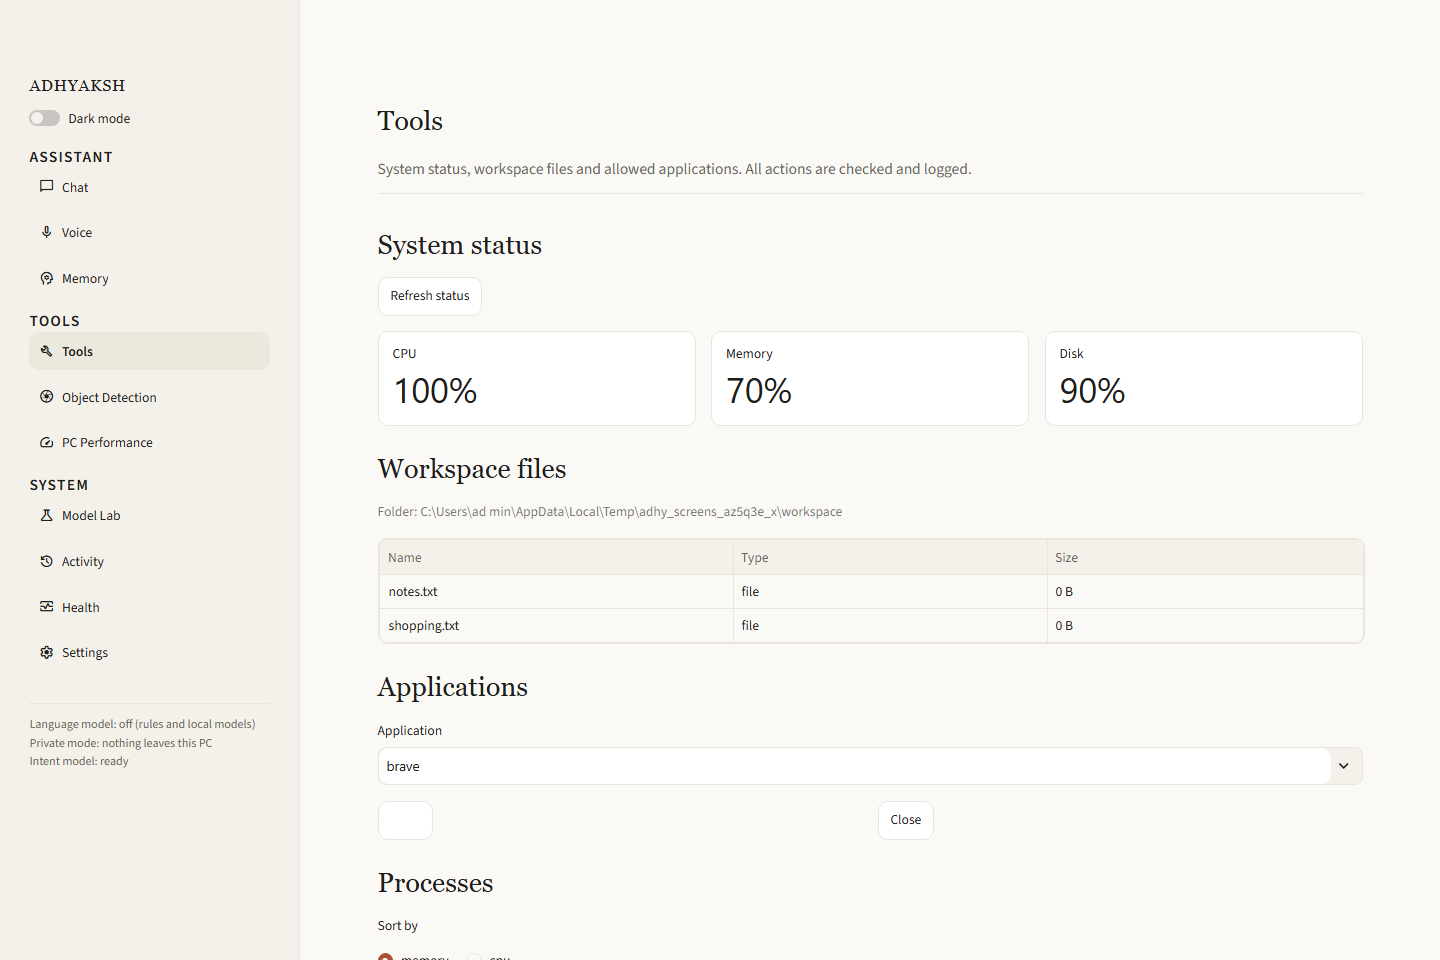 ADHYAKSH
Dark mode
ASSISTANT
Chat
Voice
Memory
TOOLS
Tools
Object Detection
PC Performance
SYSTEM
Model Lab
Activity
Health
Settings
Language model: off (rules and local models)
Private mode: nothing leaves this PC
Intent model: ready
Tools
System status, workspace files and allowed applications. All actions are checked and logged.
System status
Refresh status
CPU Memory Disk
100% 70% 90%
Workspace files
Folder: C:\Users\ad min\AppData\Local\Temp\adhy_screens_az5q3e_x\workspace
Name Type Size
notes.txt file 0 B
shopping.txt file 0 B
Applications
Application
brave
Close
Processes
Sort by
memory cpu